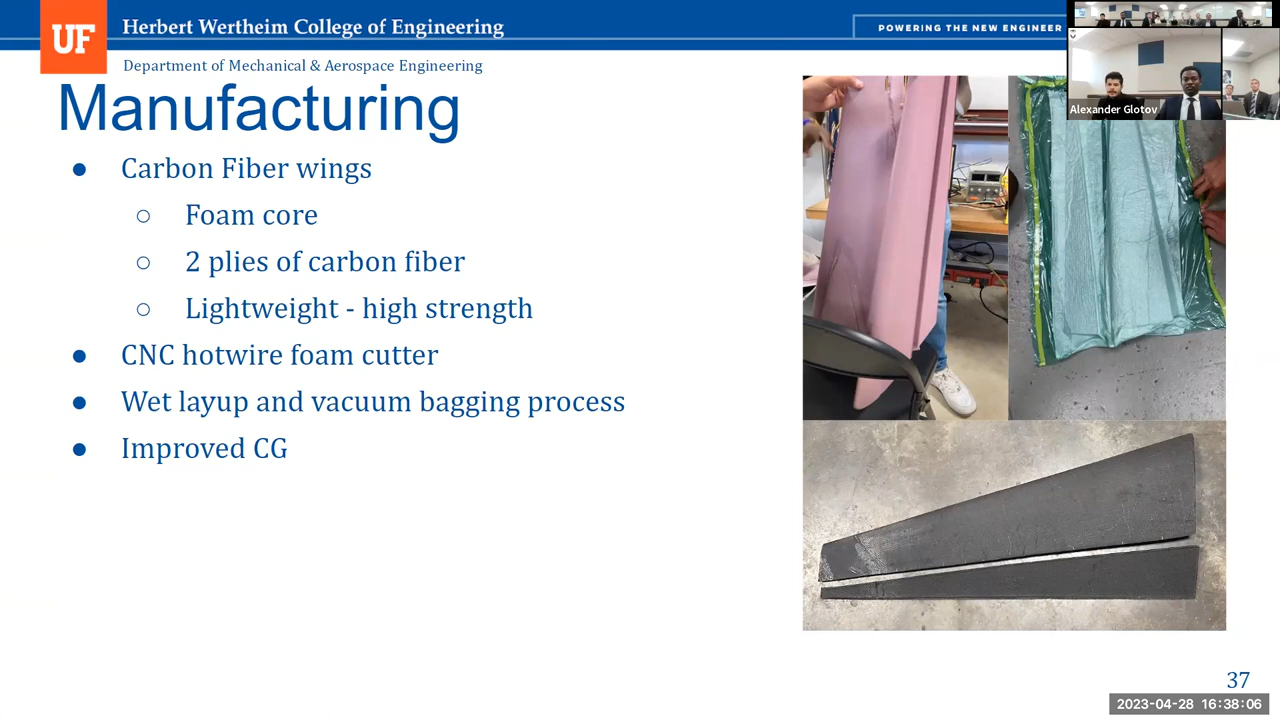 UF
Herbert Wertheim College of Engineering
POWERING THE NEW ENGINEER
Department of Mechanical & Aerospace Engineering
Alexander Glotov
Manufacturing
● Carbon Fiber wings
○ Foam core
○ 2 plies of carbon fiber
○ Lightweight - high strength
● CNC hotwire foam cutter
● Wet layup and vacuum bagging process
● Improved CG
37
2023-04-28 16:38:06